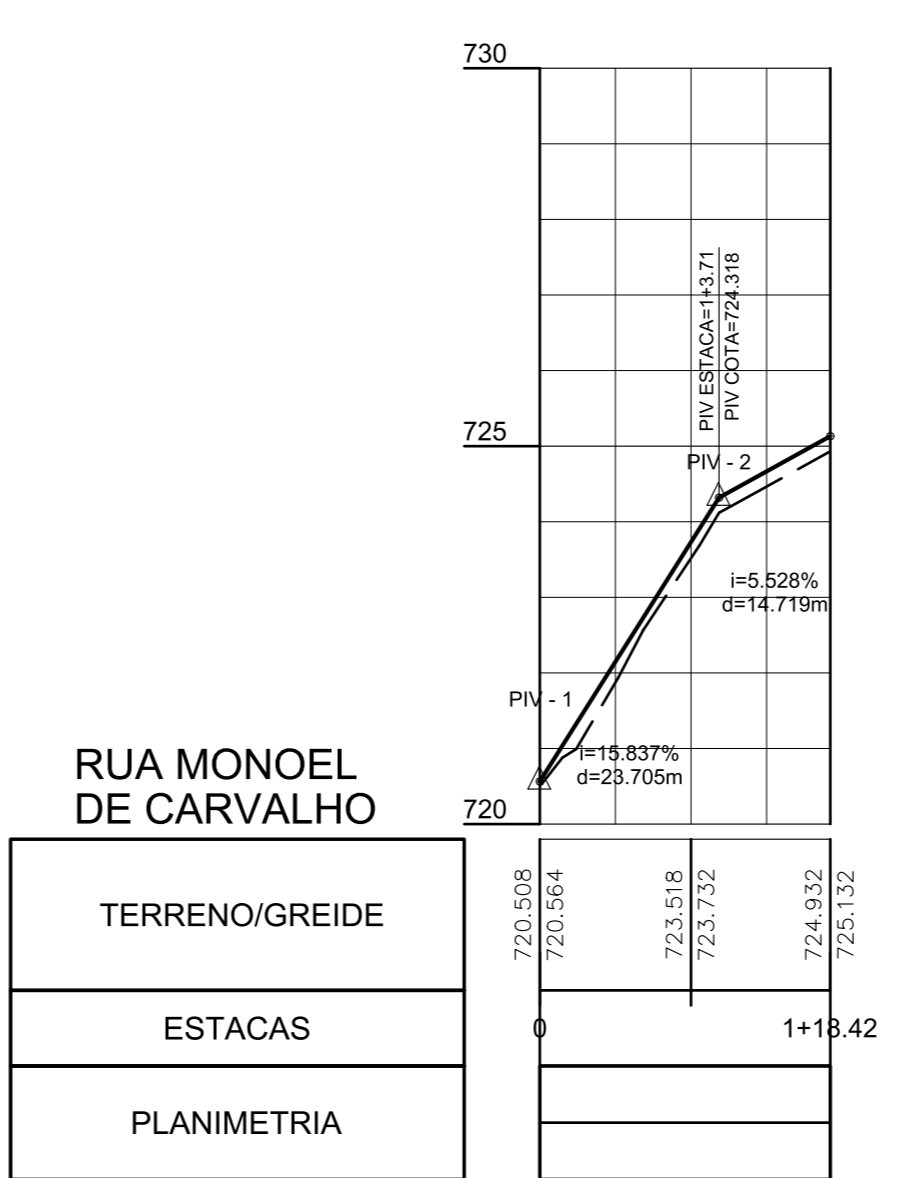 730
PIV ESTACA=1+3.71
PIV COTA=724.318
725
PIV - 2
i=5.528%
d=14.719m
PIV - 1
i=15.837%
d=23.705m
RUA MONOEL
DE CARVALHO
720
TERRENO/GREIDE
720.508
720.564
723.518
723.732
724.932
725.132
ESTACAS
0
1+18.42
PLANIMETRIA